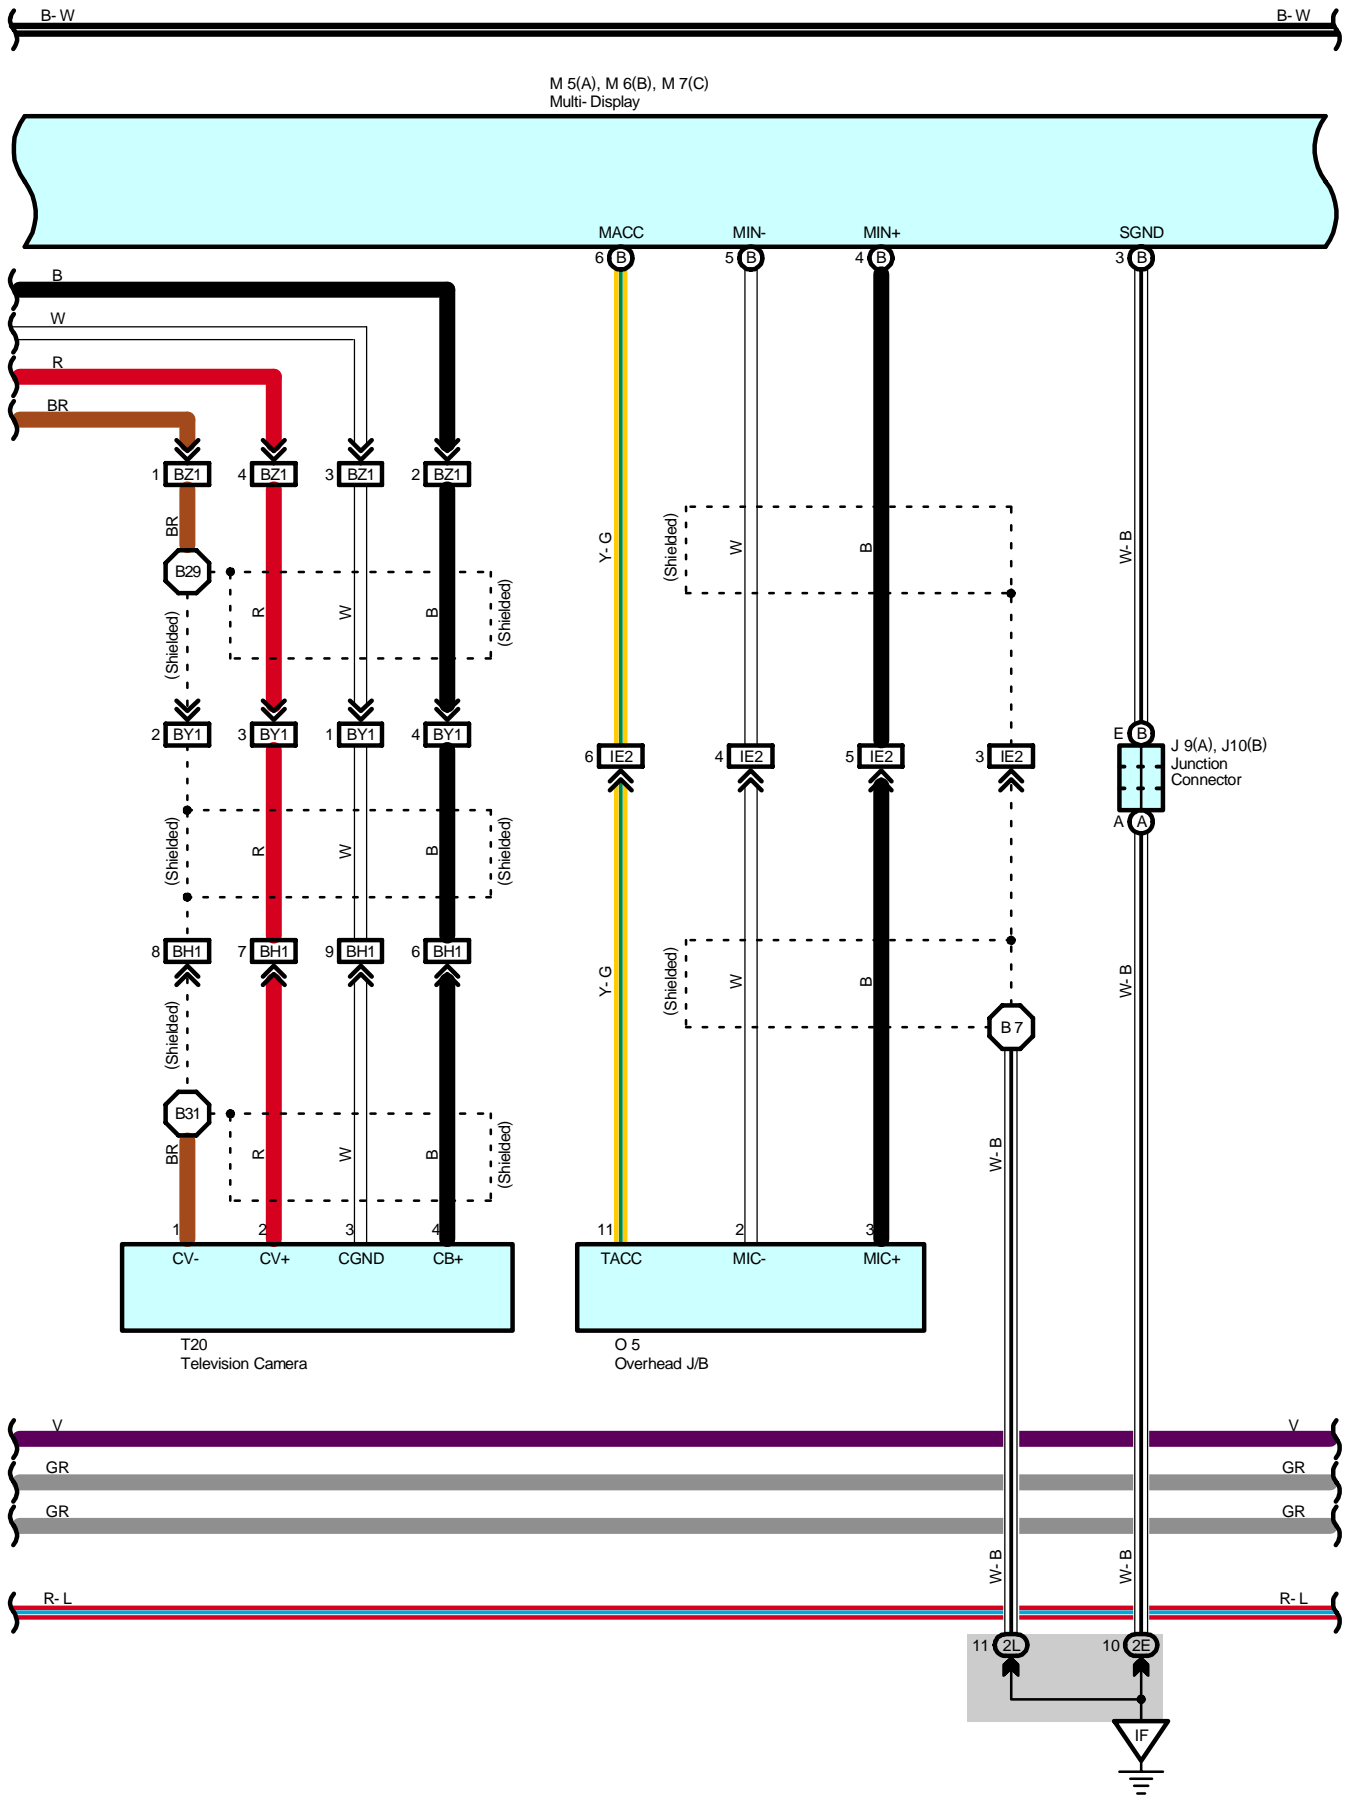 B- W
B- W
M 5(A), M 6(B), M 7(C)
Multi- Display
MACC
MIN-
MIN+
SGND
6 B
5 B
4 B
3 B
B
W
R
BR
1 BZ1
4 BZ1
3 BZ1
2 BZ1
BR
(Shielded)
Y- G
W
B
W- B
B29
(Shielded)
R
W
B
(Shielded)
2 BY1
3 BY1
1 BY1
4 BY1
6 IE2
4 IE2
5 IE2
3 IE2
E B
J 9(A), J10(B)
Junction
Connector
A A
(Shielded)
R
W
B
(Shielded)
8 BH1
7 BH1
9 BH1
6 BH1
Y- G
(Shielded)
W
B
W- B
(Shielded)
B 7
B31
BR
R
W
B
(Shielded)
W- B
1
2
3
4
11
2
3
CV-
CV+
CGND
CB+
TACC
MIC-
MIC+
T20
Television Camera
O 5
Overhead J/B
V
V
GR
GR
GR
GR
W- B
W- B
R- L
R- L
11 2L
10 2E
IF